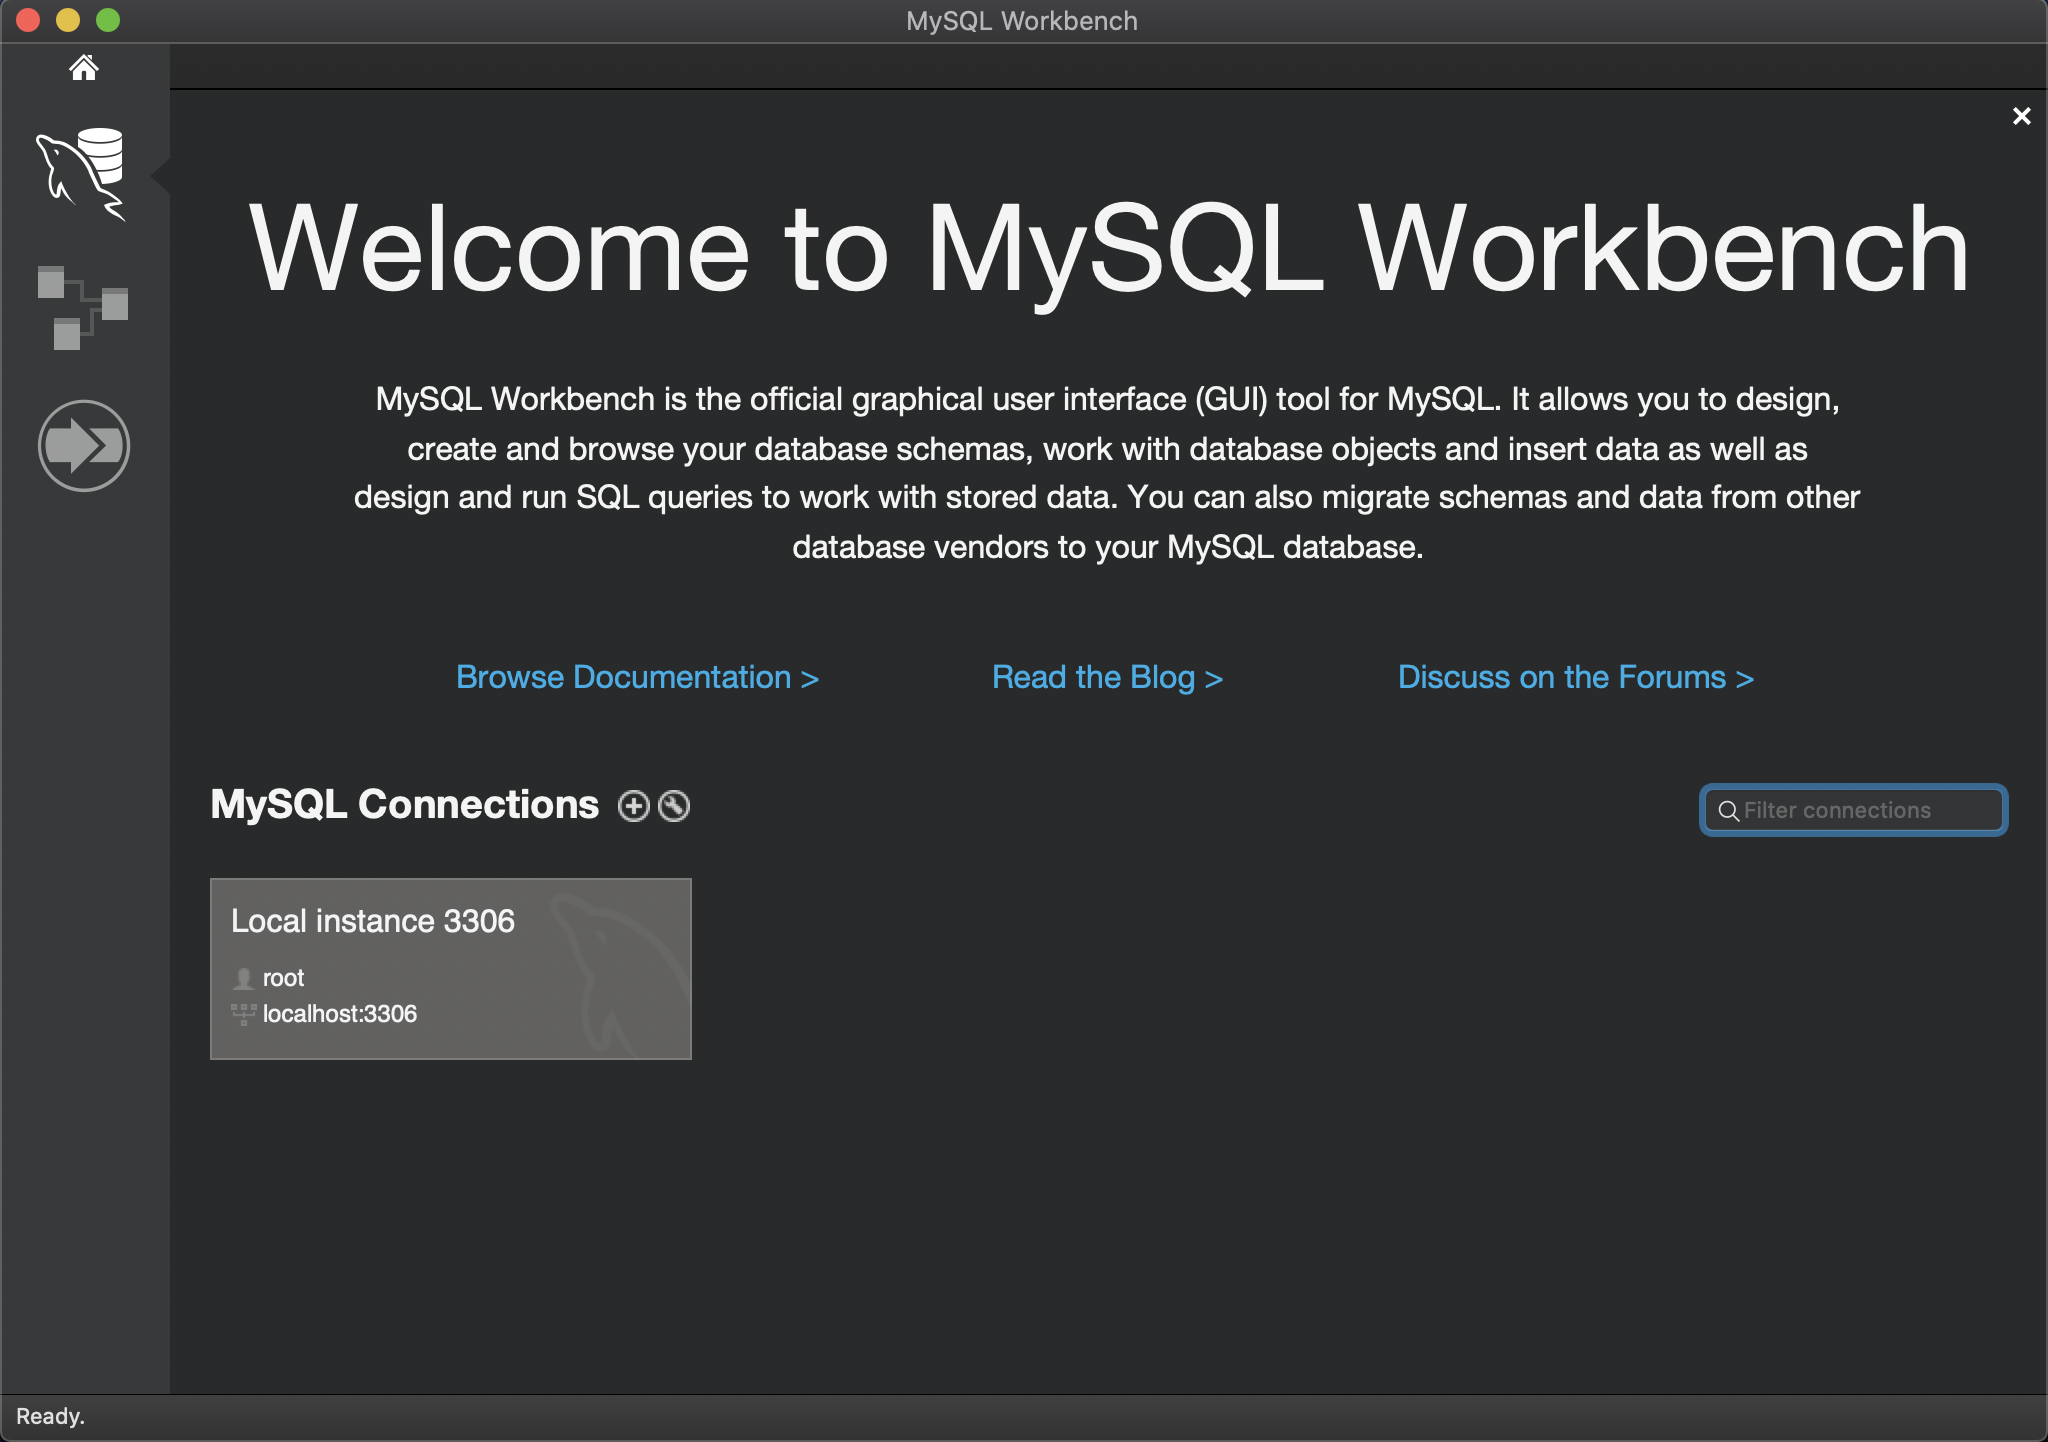 MySQL Workbench
Welcome to MySQL Workbench
MySQL Workbench is the official graphical user interface (GUI) tool for MySQL. It allows you to design,
create and browse your database schemas, work with database objects and insert data as well as
design and run SQL queries to work with stored data. You can also migrate schemas and data from other
database vendors to your MySQL database.
Browse Documentation >
Read the Blog >
Discuss on the Forums >
MySQL Connections
Filter connections
Local instance 3306
root
localhost:3306
Ready.